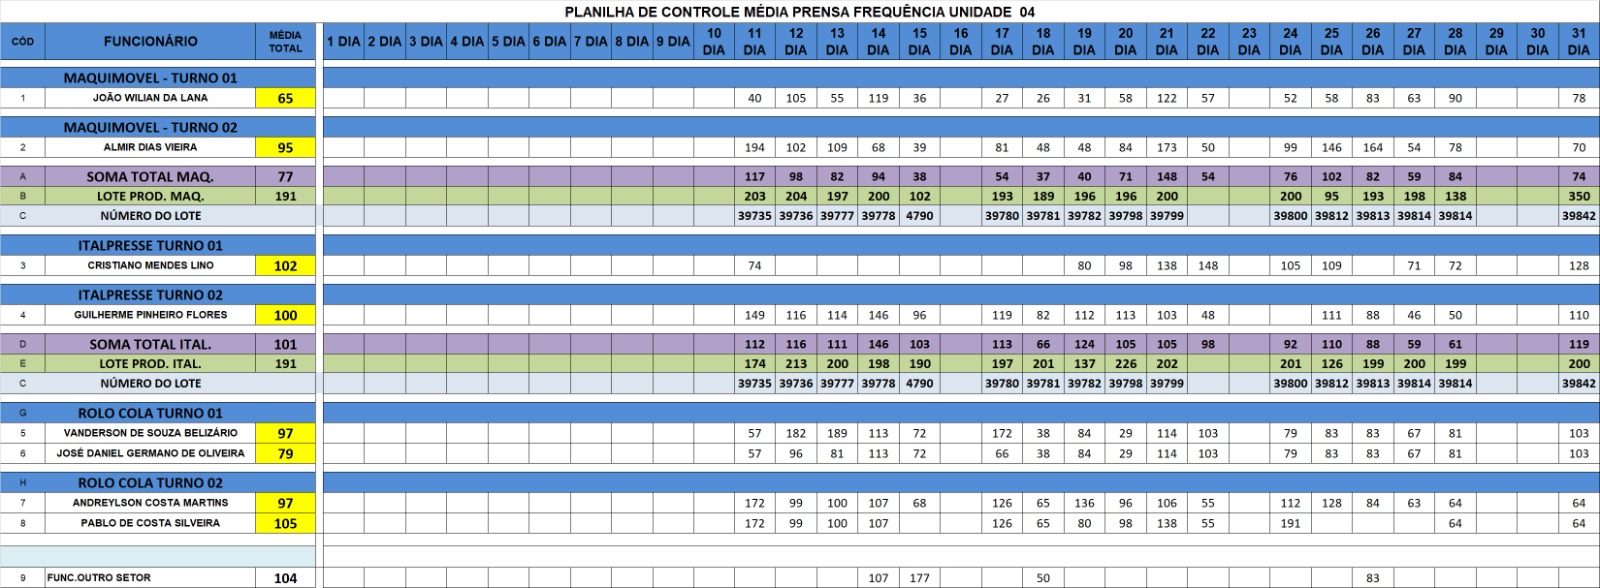 PLANILHA DE CONTROLE MÉDIA PRENSA FREQUÊNCIA UNIDADE 04
CÓD FUNCIONÁRIO MÉDIA TOTAL 1 DIA 2 DIA 3 DIA 4 DIA 5 DIA 6 DIA 7 DIA 8 DIA 9 DIA 10 DIA 11 DIA 12 DIA 13 DIA 14 DIA 15 DIA 16 DIA 17 DIA 18 DIA 19 DIA 20 DIA 21 DIA 22 DIA 23 DIA 24 DIA 25 DIA 26 DIA 27 DIA 28 DIA 29 DIA 30 DIA 31 DIA
MAQUIMOVEL - TURNO 01
1 JOÃO WILIAN DA LANA 65 40 105 55 119 36 27 26 31 58 122 57 52 58 83 63 90 78
MAQUIMOVEL - TURNO 02
2 ALMIR DIAS VIEIRA 95 194 102 109 68 39 81 48 48 84 173 50 99 146 164 54 78 70
A SOMA TOTAL MAQ. 77 117 98 82 94 38 54 37 40 71 148 54 76 102 82 59 84 74
B LOTE PROD. MAQ. 191 203 204 197 200 102 193 189 196 196 200 200 95 193 198 138 350
C NÚMERO DO LOTE 39735 39736 39777 39778 4790 39780 39781 39782 39798 39799 39800 39812 39813 39814 39814 39842
ITALPRESSE TURNO 01
3 CRISTIANO MENDES LINO 102 74 80 98 138 148 105 109 71 72 128
ITALPRESSE TURNO 02
4 GUILHERME PINHEIRO FLORES 100 149 116 114 146 96 119 82 112 113 103 48 111 88 46 50 110
D SOMA TOTAL ITAL. 101 112 116 111 146 103 113 66 124 105 105 98 92 110 88 59 61 119
E LOTE PROD. ITAL. 191 174 213 200 198 190 197 201 137 226 202 201 126 199 200 199 200
C NÚMERO DO LOTE 39735 39736 39777 39778 4790 39780 39781 39782 39798 39799 39800 39812 39813 39814 39814 39842
G ROLO COLA TURNO 01
5 VANDERSON DE SOUZA BELIZÁRIO 97 57 182 189 113 72 172 38 84 29 114 103 79 83 83 67 81 103
6 JOSÉ DANIEL GERMANO DE OLIVEIRA 79 57 96 81 113 72 66 38 84 29 114 103 79 83 83 67 81 103
H ROLO COLA TURNO 02
7 ANDREYLSON COSTA MARTINS 97 172 99 100 107 68 126 65 136 96 106 55 112 128 84 63 64 64
8 PABLO DE COSTA SILVEIRA 105 172 99 100 107 126 65 80 98 138 55 191 64 64
9 FUNC.OUTRO SETOR 104 107 177 50 83